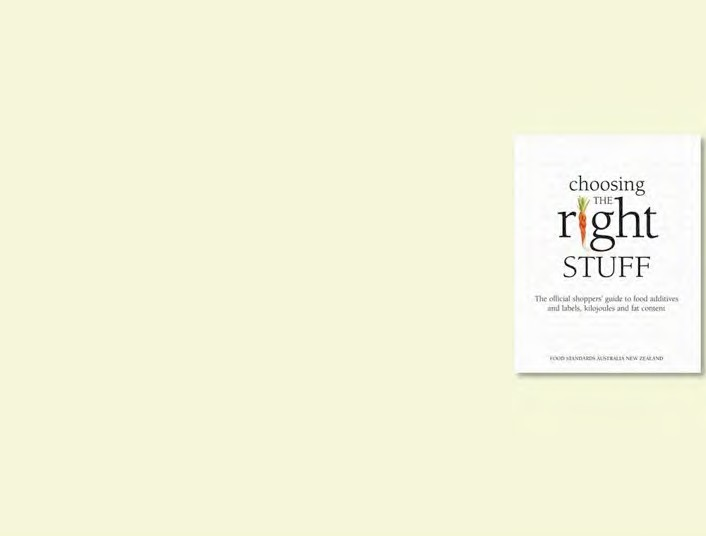 choosing
THE
right
STUFF
The official shoppers' guide to food additives
and labels, kilojoules and fat content
FOOD STANDARDS AUSTRALIA NEW ZEALAND